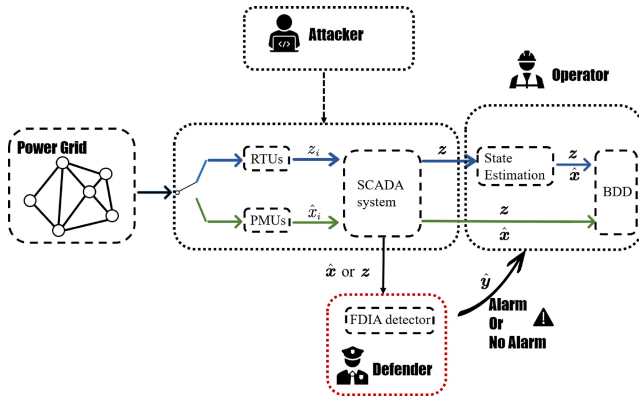 Attacker
Operator
Power Grid
RTUs
z_i
z
State
Estimation
z
x̂
BDD
SCADA
system
PMUs
x̂_i
z
x̂
x̂ or z
ŷ
Alarm
Or
No Alarm
FDIA detector
Defender